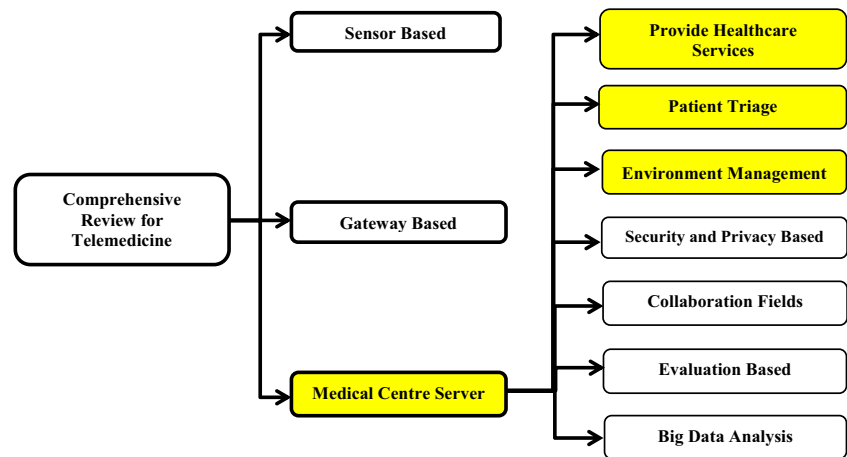 Comprehensive
Review for
Telemedicine
Sensor Based
Gateway Based
Medical Centre Server
Provide Healthcare
Services
Patient Triage
Environment Management
Security and Privacy Based
Collaboration Fields
Evaluation Based
Big Data Analysis